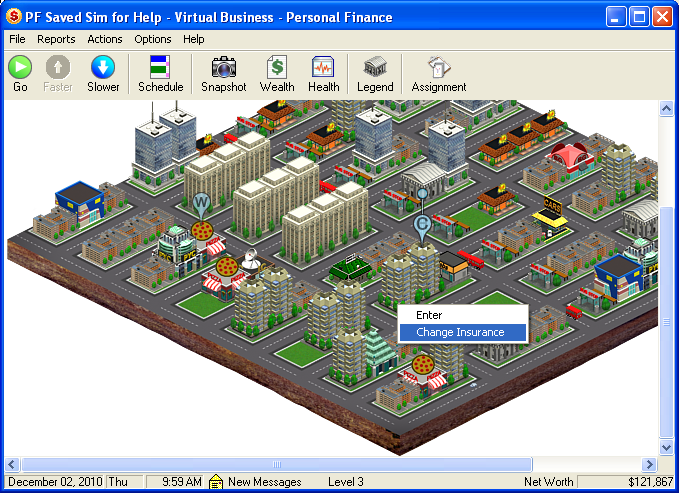 PF Saved Sim for Help - Virtual Business - Personal Finance
File Reports Actions Options Help
Go Faster Slower Schedule Snapshot Wealth Health Legend Assignment
CARS
W
C
Enter
Change Insurance
PIZZA
December 02, 2010 Thu 9:59 AM New Messages Level 3 Net Worth $121,867